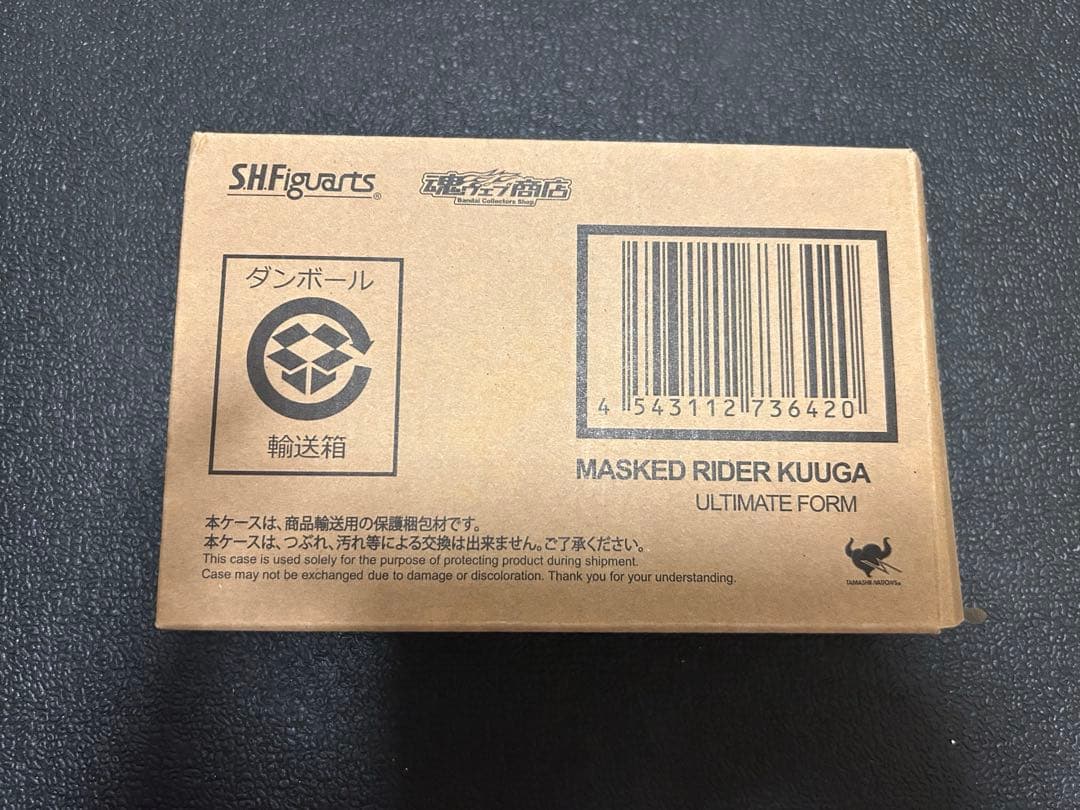 S.H.Figuarts®
魂ウェブ商店
Bandai Collectors Shop
ダンボール
輸送箱
4 543112 736420
MASKED RIDER KUUGA
ULTIMATE FORM
本ケースは、商品輸送用の保護梱包材です。
本ケースは、つぶれ、汚れ等による交換は出来ません。ご了承ください。
This case is used solely for the purpose of protecting product during shipment.
Case may not be exchanged due to damage or discoloration. Thank you for your understanding.
TAMASHII NATIONS